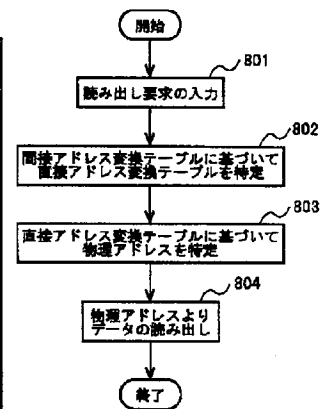 開始
801
読み出し要求の入力
802
間接アドレス変換テーブルに基づいて
直接アドレス変換テーブルを特定
803
直接アドレス変換テーブルに基づいて
物理アドレスを特定
804
物理アドレスより
データの読み出し
終了